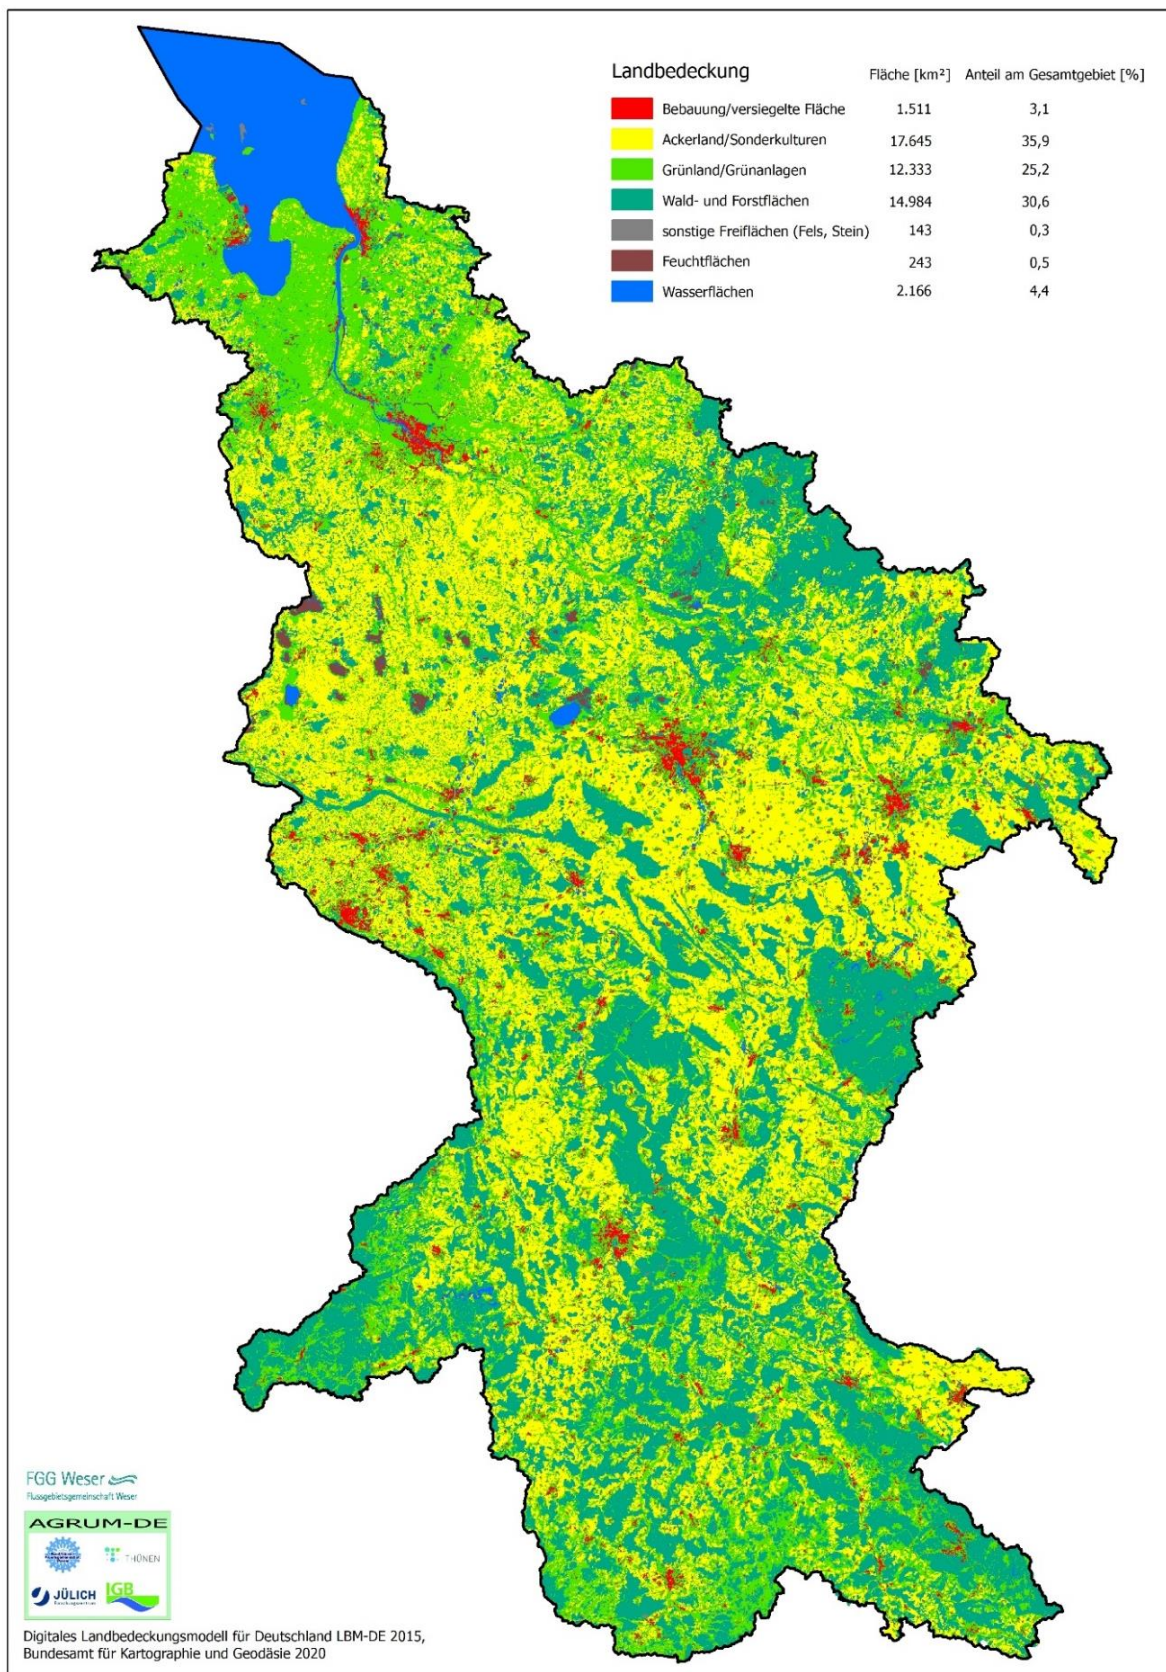 Landbedeckung Fläche [km²] Anteil am Gesamtgebiet [%]
Bebauung/versiegelte Fläche 1.511 3,1
Ackerland/Sonderkulturen 17.645 35,9
Grünland/Grünanlagen 12.333 25,2
Wald- und Forstflächen 14.984 30,6
sonstige Freiflächen (Fels, Stein) 143 0,3
Feuchtflächen 243 0,5
Wasserflächen 2.166 4,4
FGG Weser
Flussgebietsgemeinschaft Weser
AGRUM-DE
THÜNEN
JÜLICH
Forschungszentrum
IGB
Digitales Landbedeckungsmodell für Deutschland LBM-DE 2015,
Bundesamt für Kartographie und Geodäsie 2020